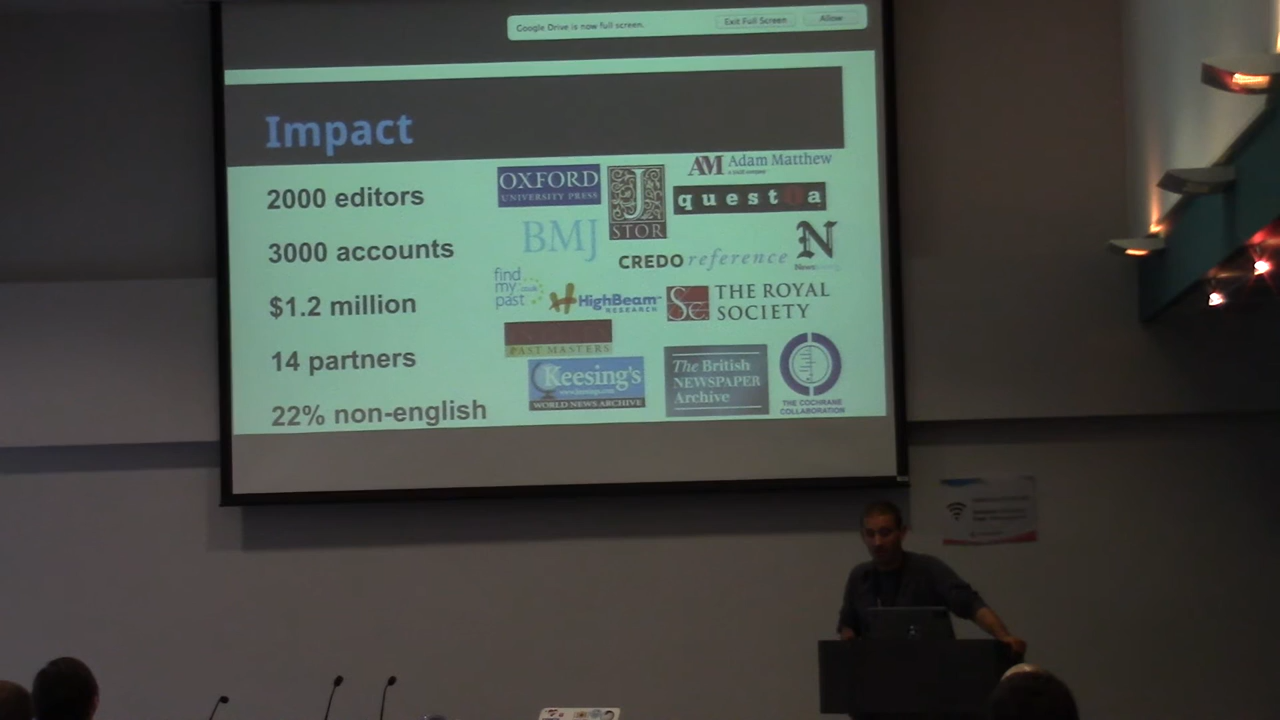 Google Drive is now full screen.
Exit Full Screen
Allow
Impact
2000 editors
3000 accounts
$1.2 million
14 partners
22% non-english
OXFORD
UNIVERSITY PRESS
J
STOR
AM Adam Matthew
questia
BMJ
CREDO reference
N
find
my
past
HighBeam
RESEARCH
THE ROYAL
SOCIETY
PAST MASTERS
Keesing's
WORLD NEWS ARCHIVE
The British
NEWSPAPER
Archive
THE COCHRANE
COLLABORATION